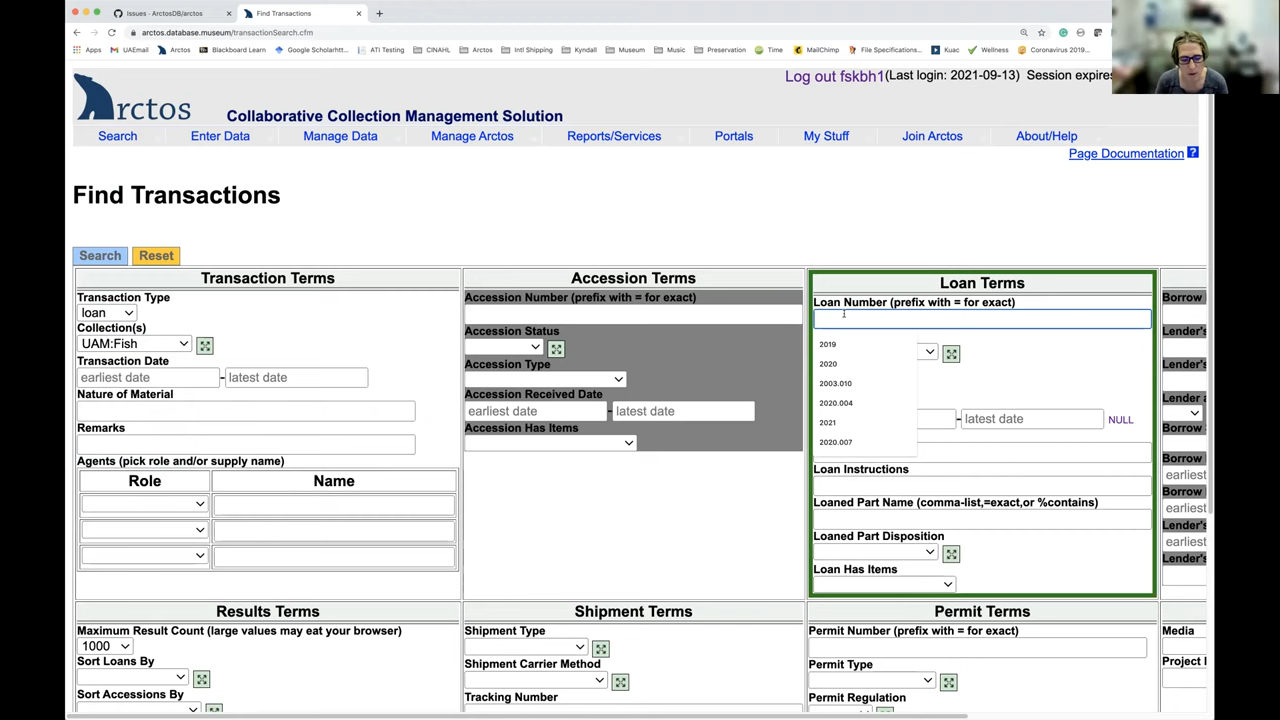 Issues · ArctosDB/arctos
Find Transactions
arctos.database.museum/transactionSearch.cfm
Apps
UAEmail
Arctos
Blackboard Learn
Google Scholarhtt...
ATI Testing
CINAHL
Arctos
Intl Shipping
Kyndall
Museum
Music
Preservation
Time
MailChimp
File Specifications...
Kuac
Wellness
Coronavirus 2019...
Log out fskbh1(Last login: 2021-09-13) Session expires
Arctos
Collaborative Collection Management Solution
Search
Enter Data
Manage Data
Manage Arctos
Reports/Services
Portals
My Stuff
Join Arctos
About/Help
Page Documentation ?
Find Transactions
Search
Reset
Transaction Terms
Transaction Type
loan
Collection(s)
UAM:Fish
Transaction Date
earliest date - latest date
Nature of Material
Remarks
Agents (pick role and/or supply name)
Role
Name
Accession Terms
Accession Number (prefix with = for exact)
Accession Status
Accession Type
Accession Received Date
earliest date - latest date
Accession Has Items
Loan Terms
Loan Number (prefix with = for exact)
2019
2020
2003.010
2020.004
2021
2020.007
- latest date NULL
Loan Instructions
Loaned Part Name (comma-list,=exact,or %contains)
Loaned Part Disposition
Loan Has Items
Borrow
Lender's
Lender a
Borrow
Borrow
earliest
Borrow
earlies
Lender's
earliest
Lender's
Results Terms
Maximum Result Count (large values may eat your browser)
1000
Sort Loans By
Sort Accessions By
Shipment Terms
Shipment Type
Shipment Carrier Method
Tracking Number
Permit Terms
Permit Number (prefix with = for exact)
Permit Type
Permit Regulation
Media
Project